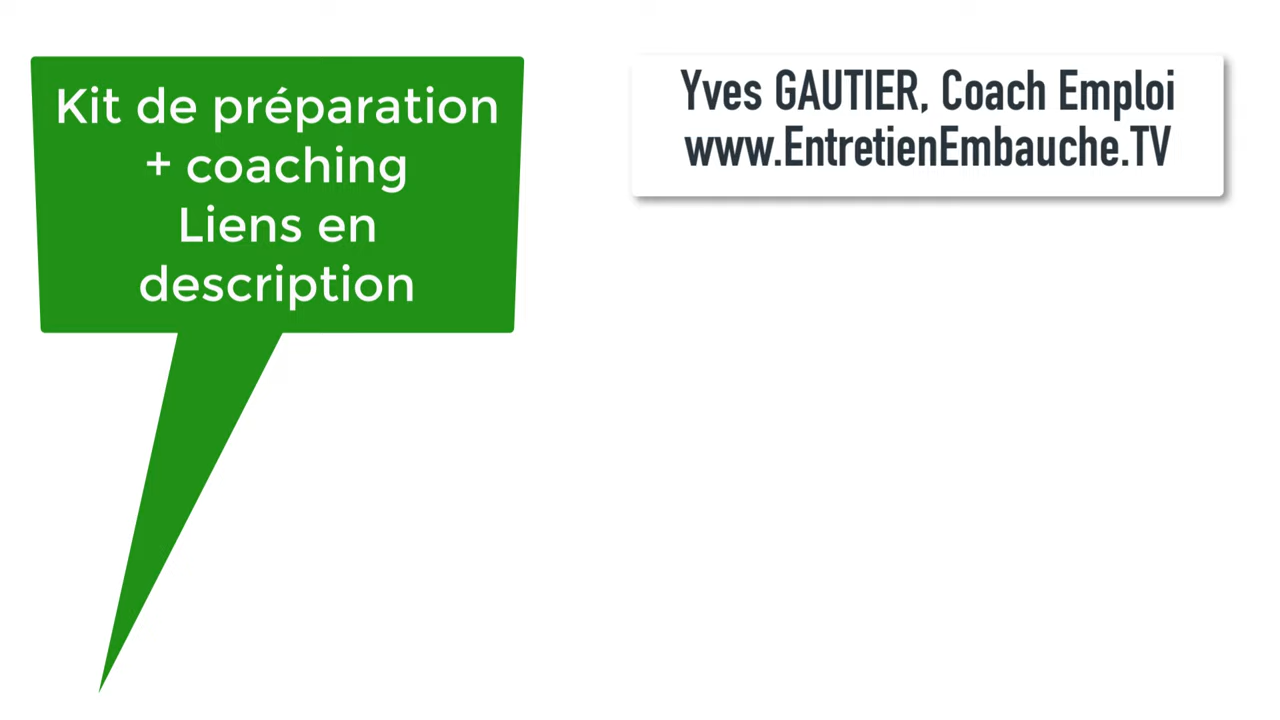 Kit de préparation
+ coaching
Liens en
description
Yves GAUTIER, Coach Emploi
www.EntretienEmbauche.TV